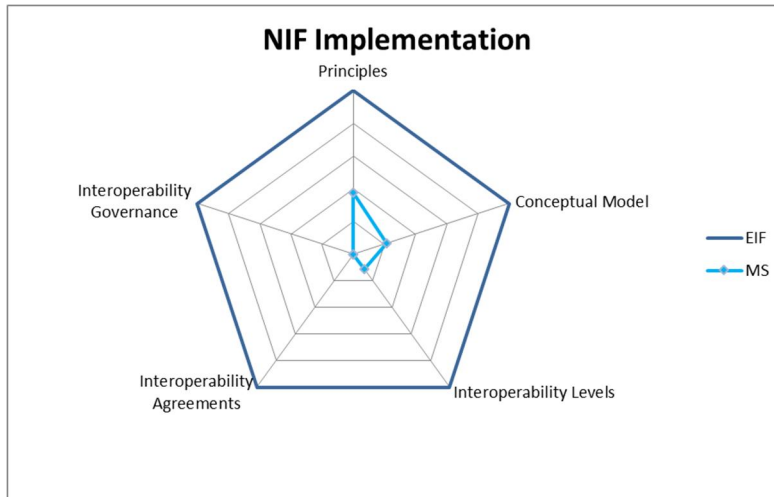 NIF Implementation
Principles
Interoperability
Governance
Conceptual Model
EIF
MS
Interoperability
Agreements
Interoperability Levels